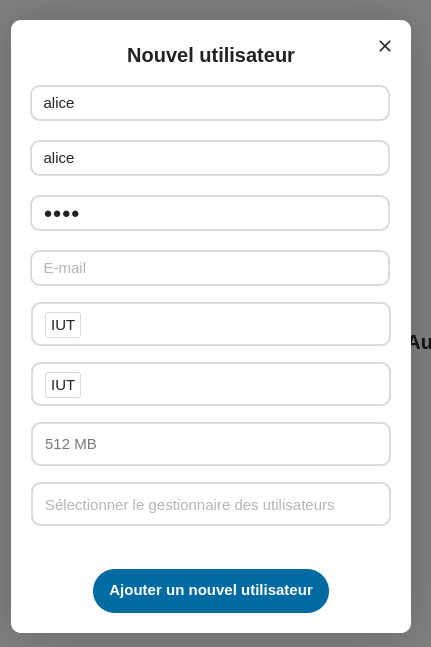 Nouvel utilisateur
alice
alice
••••
E-mail
IUT
IUT
512 MB
Sélectionner le gestionnaire des utilisateurs
Ajouter un nouvel utilisateur
Au